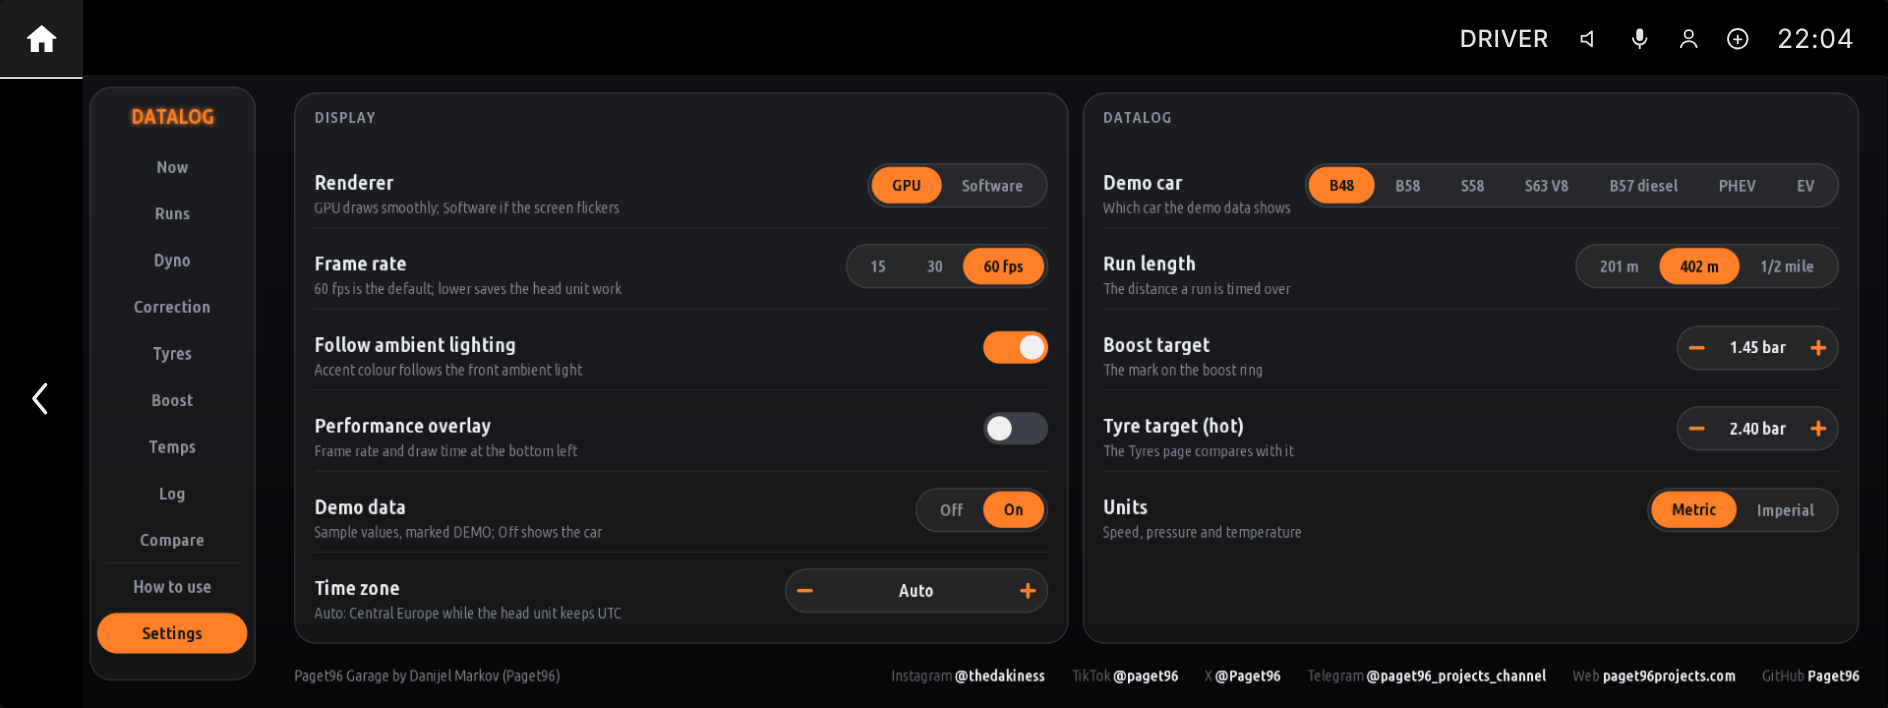 DRIVER 22:04
DATALOG
Now
Runs
Dyno
Correction
Tyres
Boost
Temps
Log
Compare
How to use
Settings
DISPLAY
Renderer
GPU draws smoothly; Software if the screen flickers
GPU Software
Frame rate
60 fps is the default; lower saves the head unit work
15 30 60 fps
Follow ambient lighting
Accent colour follows the front ambient light
Performance overlay
Frame rate and draw time at the bottom left
Demo data
Sample values, marked DEMO; Off shows the car
Off On
Time zone
Auto: Central Europe while the head unit keeps UTC
− Auto +
DATALOG
Demo car
Which car the demo data shows
B48 B58 S58 S63 V8 B57 diesel PHEV EV
Run length
The distance a run is timed over
201 m 402 m 1/2 mile
Boost target
The mark on the boost ring
− 1.45 bar +
Tyre target (hot)
The Tyres page compares with it
− 2.40 bar +
Units
Speed, pressure and temperature
Metric Imperial
Paget96 Garage by Danijel Markov (Paget96)
Instagram @thedakiness TikTok @paget96 X @Paget96 Telegram @paget96_projects_channel Web paget96projects.com GitHub Paget96